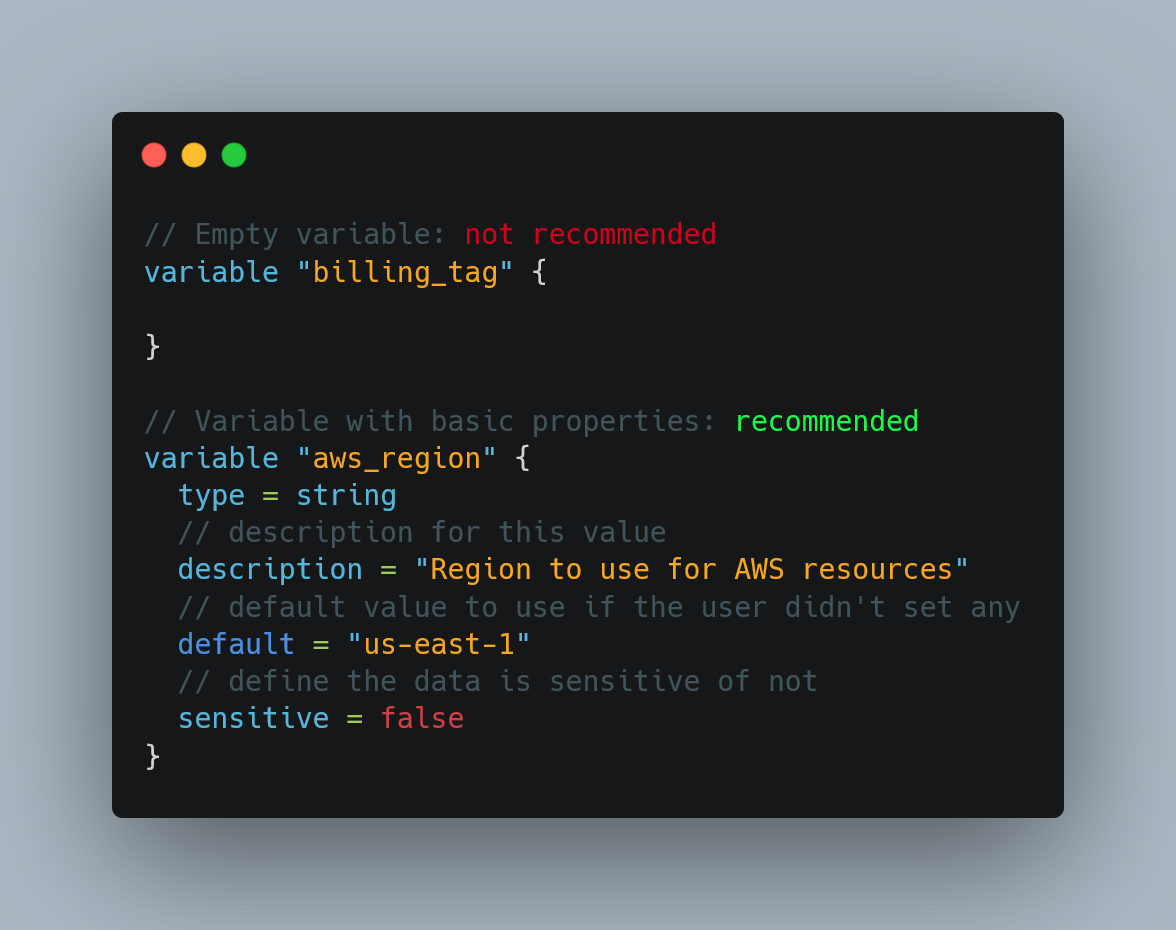 // Empty variable: not recommended
variable "billing_tag" {
}
// Variable with basic properties: recommended
variable "aws_region" {
  type = string
  // description for this value
  description = "Region to use for AWS resources"
  // default value to use if the user didn't set any
  default = "us-east-1"
  // define the data is sensitive of not
  sensitive = false
}